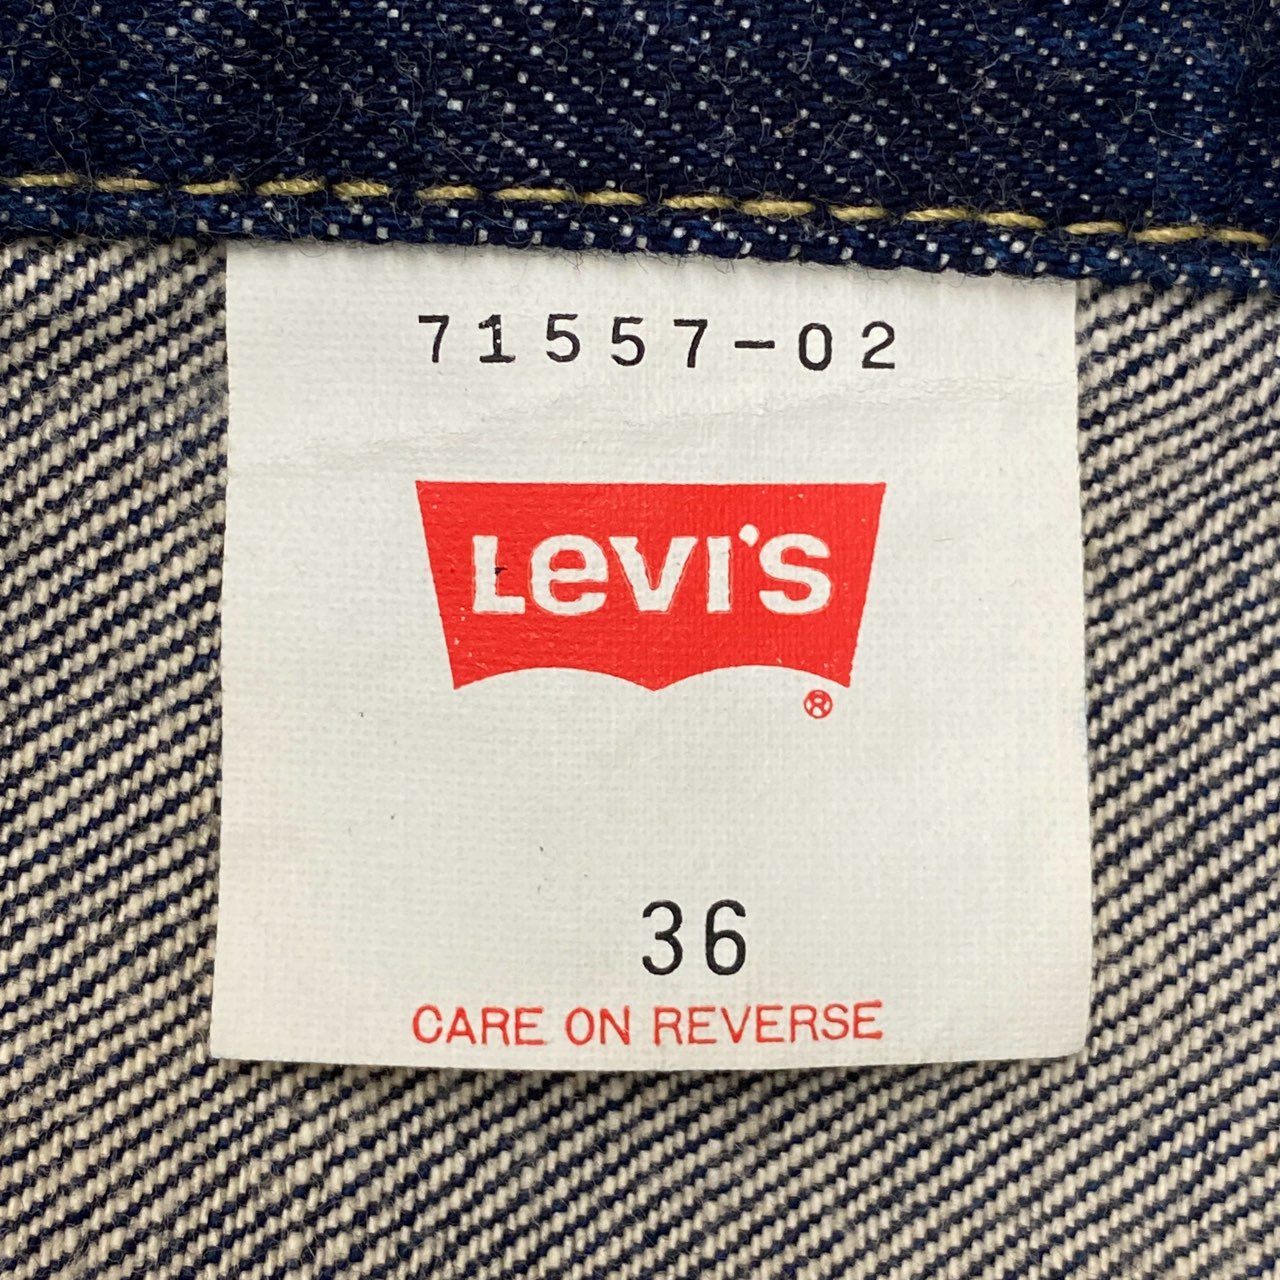 71557-02
LeVI'S
®
36
CARE ON REVERSE